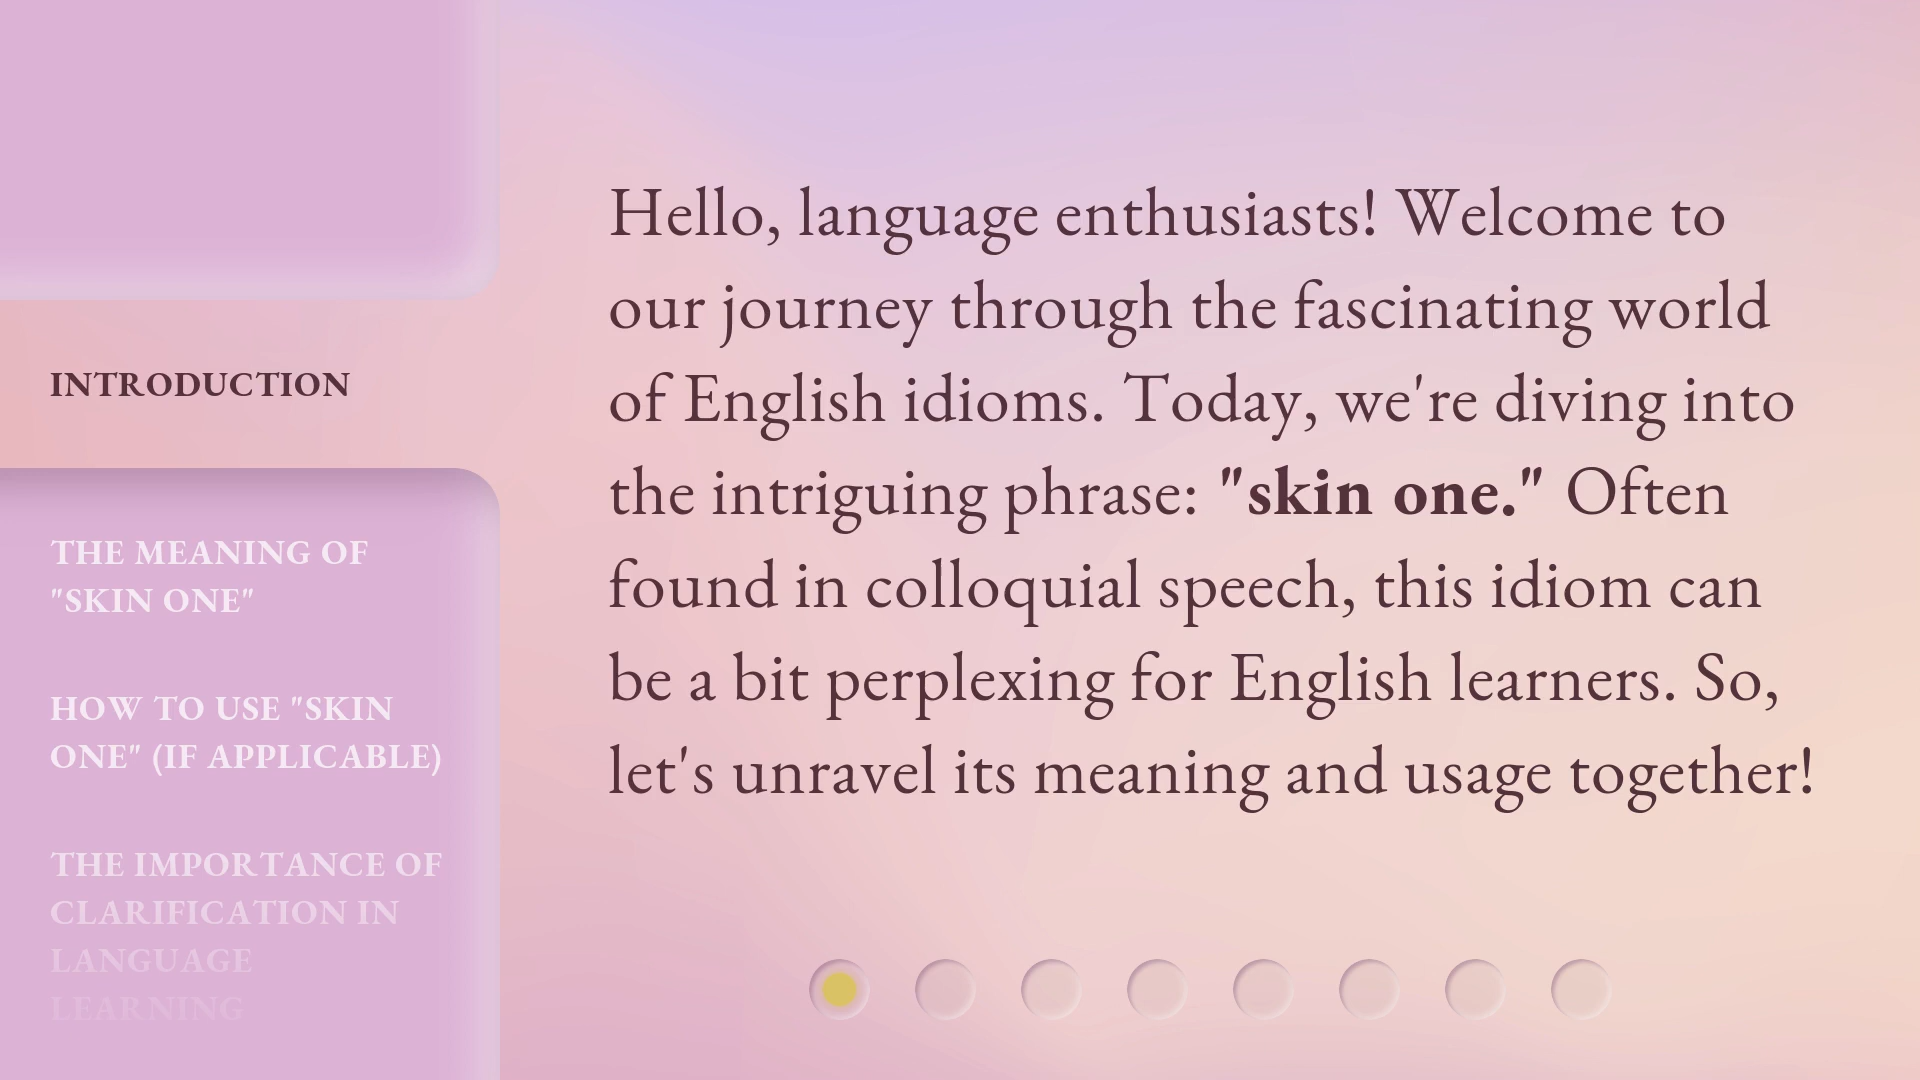 INTRODUCTION
THE MEANING OF
"SKIN ONE"
HOW TO USE "SKIN
ONE" (IF APPLICABLE)
THE IMPORTANCE OF
CLARIFICATION IN
LANGUAGE
LEARNING
Hello, language enthusiasts! Welcome to
our journey through the fascinating world
of English idioms. Today, we're diving into
the intriguing phrase: "skin one." Often
found in colloquial speech, this idiom can
be a bit perplexing for English learners. So,
let's unravel its meaning and usage together!